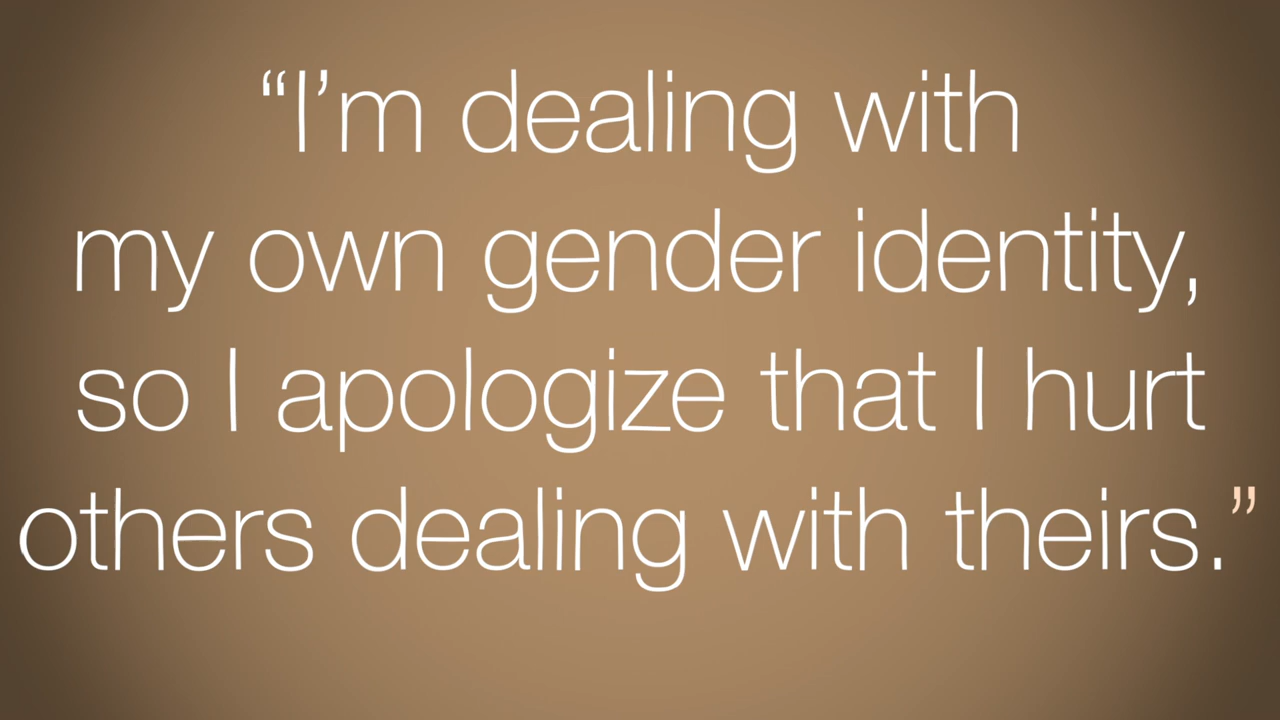 “I’m dealing with
my own gender identity,
so I apologize that I hurt
others dealing with theirs.”